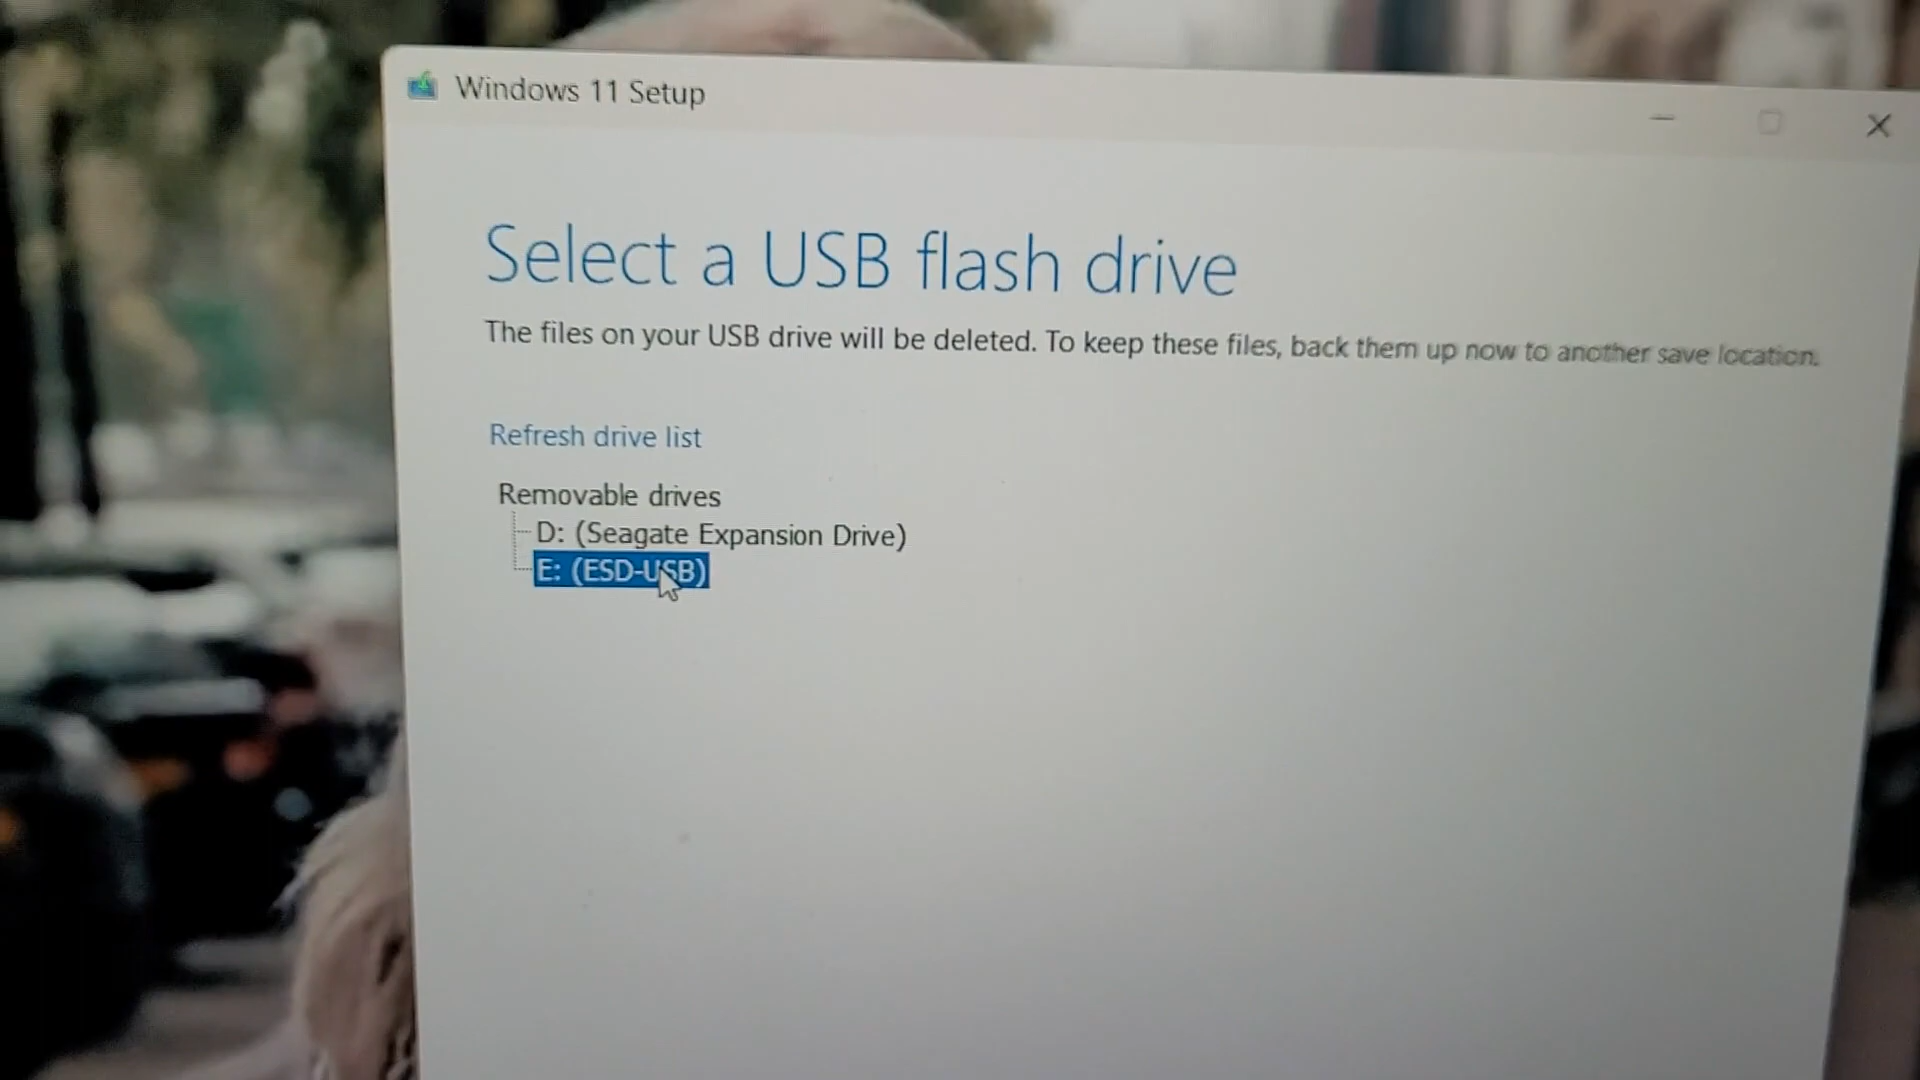 Windows 11 Setup
Select a USB flash drive
The files on your USB drive will be deleted. To keep these files, back them up now to another save location.
Refresh drive list
Removable drives
D: (Seagate Expansion Drive)
E: (ESD-USB)